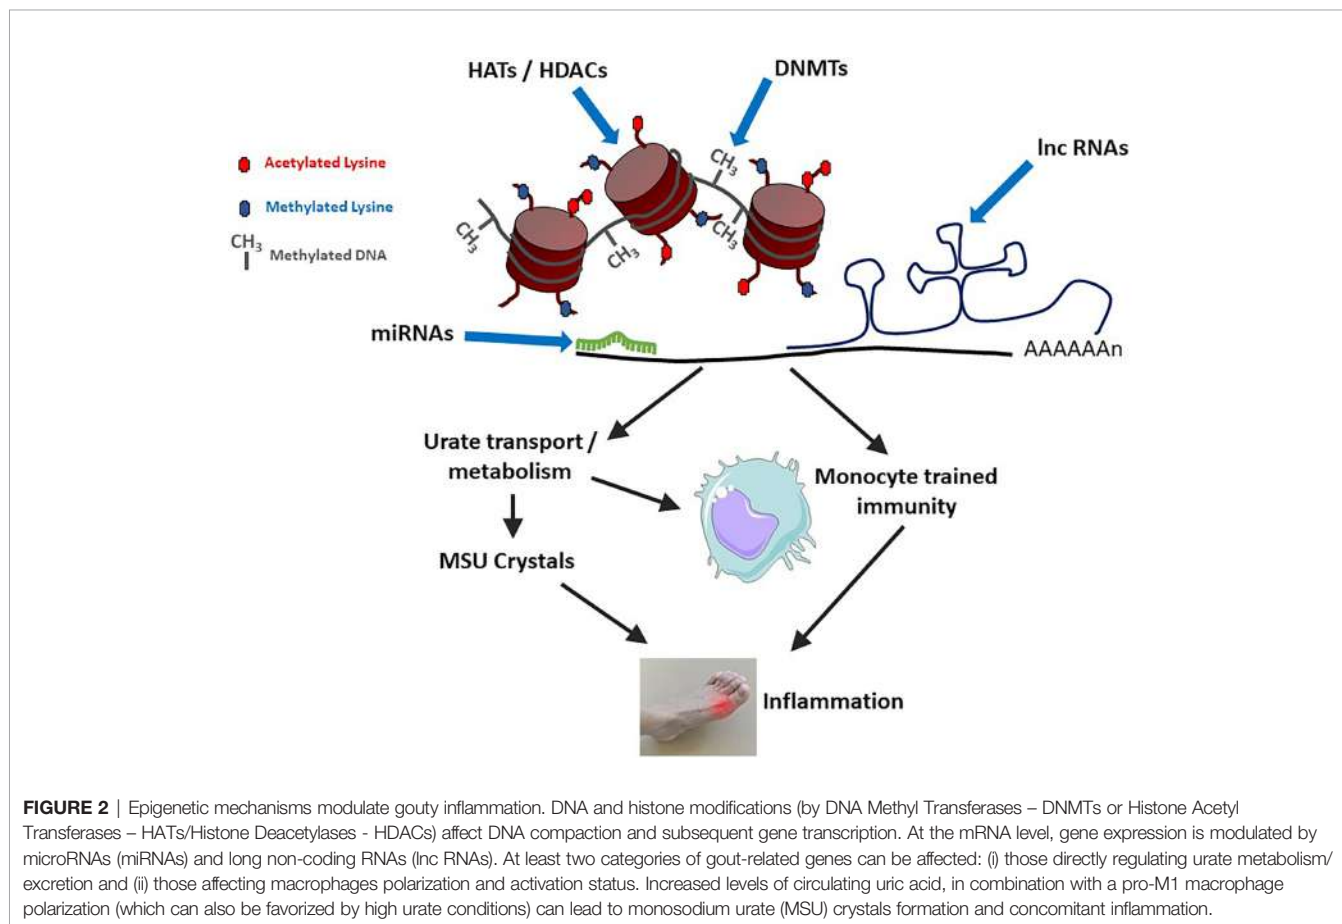 HATs / HDACs
DNMTs
lnc RNAs
Acetylated Lysine
Methylated Lysine
CH3
Methylated DNA
CH3
CH3
CH3
CH3
miRNAs
AAAAAAn
Urate transport /
metabolism
Monocyte trained
immunity
MSU Crystals
Inflammation
FIGURE 2 | Epigenetic mechanisms modulate gouty inflammation. DNA and histone modifications (by DNA Methyl Transferases – DNMTs or Histone Acetyl
Transferases – HATs/Histone Deacetylases - HDACs) affect DNA compaction and subsequent gene transcription. At the mRNA level, gene expression is modulated by
microRNAs (miRNAs) and long non-coding RNAs (lnc RNAs). At least two categories of gout-related genes can be affected: (i) those directly regulating urate metabolism/
excretion and (ii) those affecting macrophages polarization and activation status. Increased levels of circulating uric acid, in combination with a pro-M1 macrophage
polarization (which can also be favorized by high urate conditions) can lead to monosodium urate (MSU) crystals formation and concomitant inflammation.